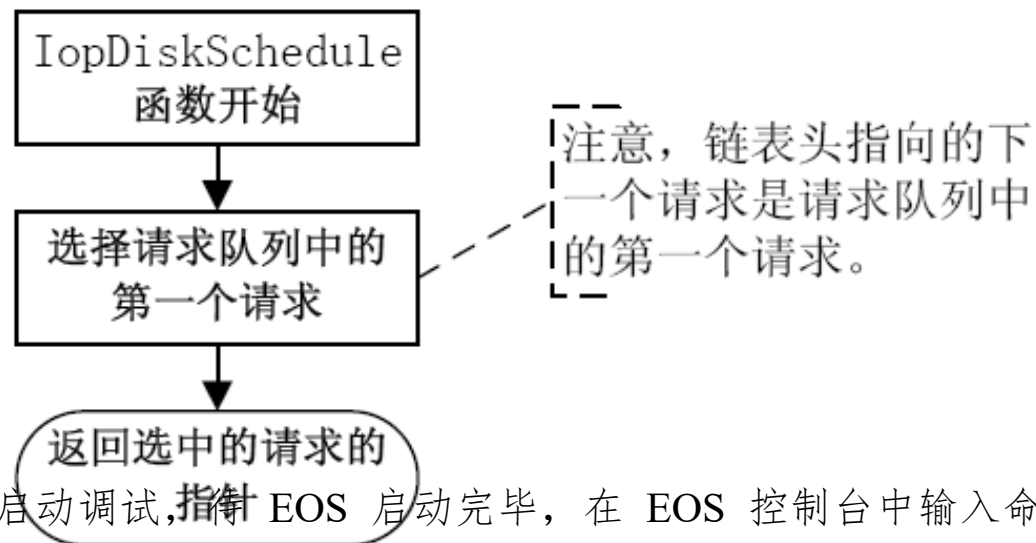 IopDiskSchedule
函数开始
注意，链表头指向的下
一个请求是请求队列中
的第一个请求。
选择请求队列中的
第一个请求
返回选中的请求的
指针
启动调试，待 EOS 启动完毕，在 EOS 控制台中输入命